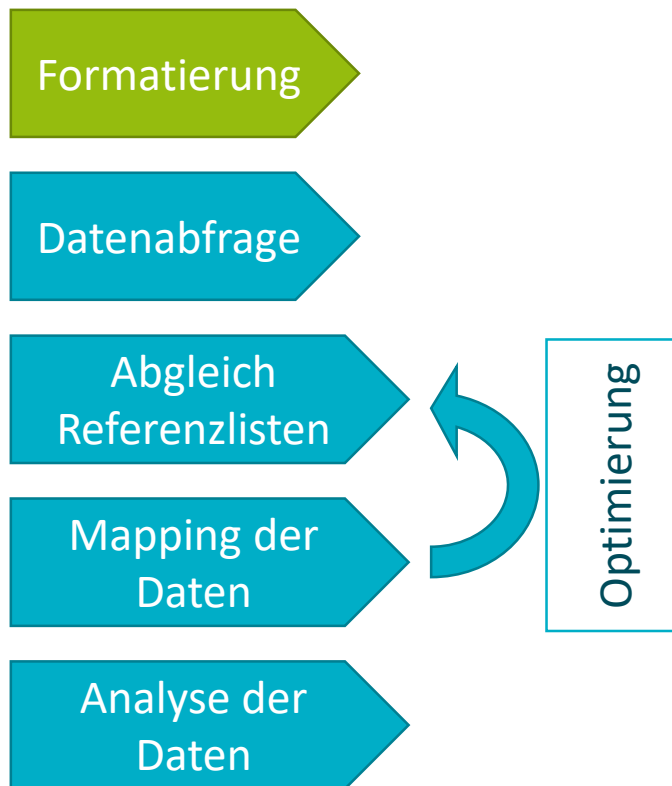 Formatierung
Datenabfrage
Abgleich
Referenzlisten
Mapping der
Daten
Optimierung
Analyse der
Daten